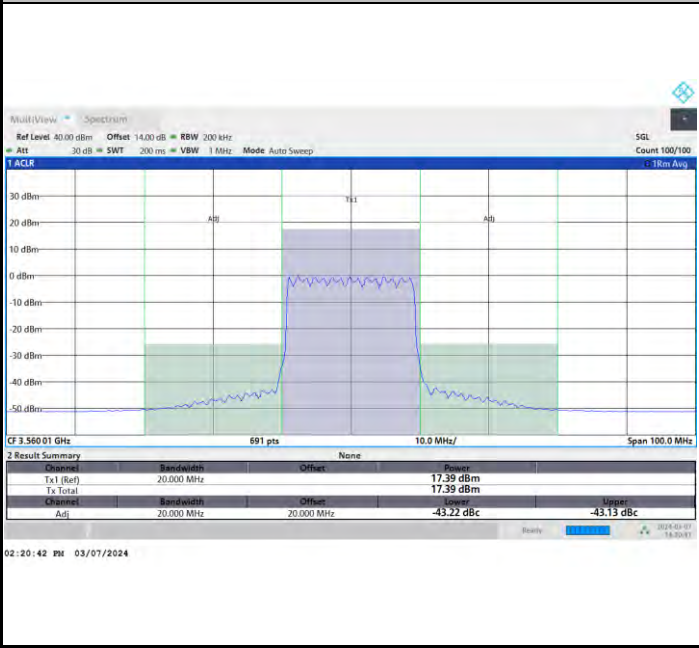 MultiView Spectrum
Ref Level 40.00 dBm Offset 14.00 dB RBW 200 kHz SGL
Att 30 dB SWT 200 ms VBW 1 MHz Mode Auto Sweep Count 100/100
1 ACLR 1Rm Avg
Tx1
30 dBm
Adj Adj
20 dBm
10 dBm
0 dBm
-10 dBm
-20 dBm
-30 dBm
-40 dBm
-50 dBm
CF 3.560 01 GHz 691 pts 10.0 MHz/ Span 100.0 MHz
2 Result Summary None
Channel Bandwidth Offset Power
Tx1 (Ref) 20.000 MHz 17.39 dBm
Tx Total 17.39 dBm
Channel Bandwidth Offset Lower Upper
Adj 20.000 MHz 20.000 MHz -43.22 dBc -43.13 dBc
Ready 2024-03-07
02:20:42 PM 03/07/2024